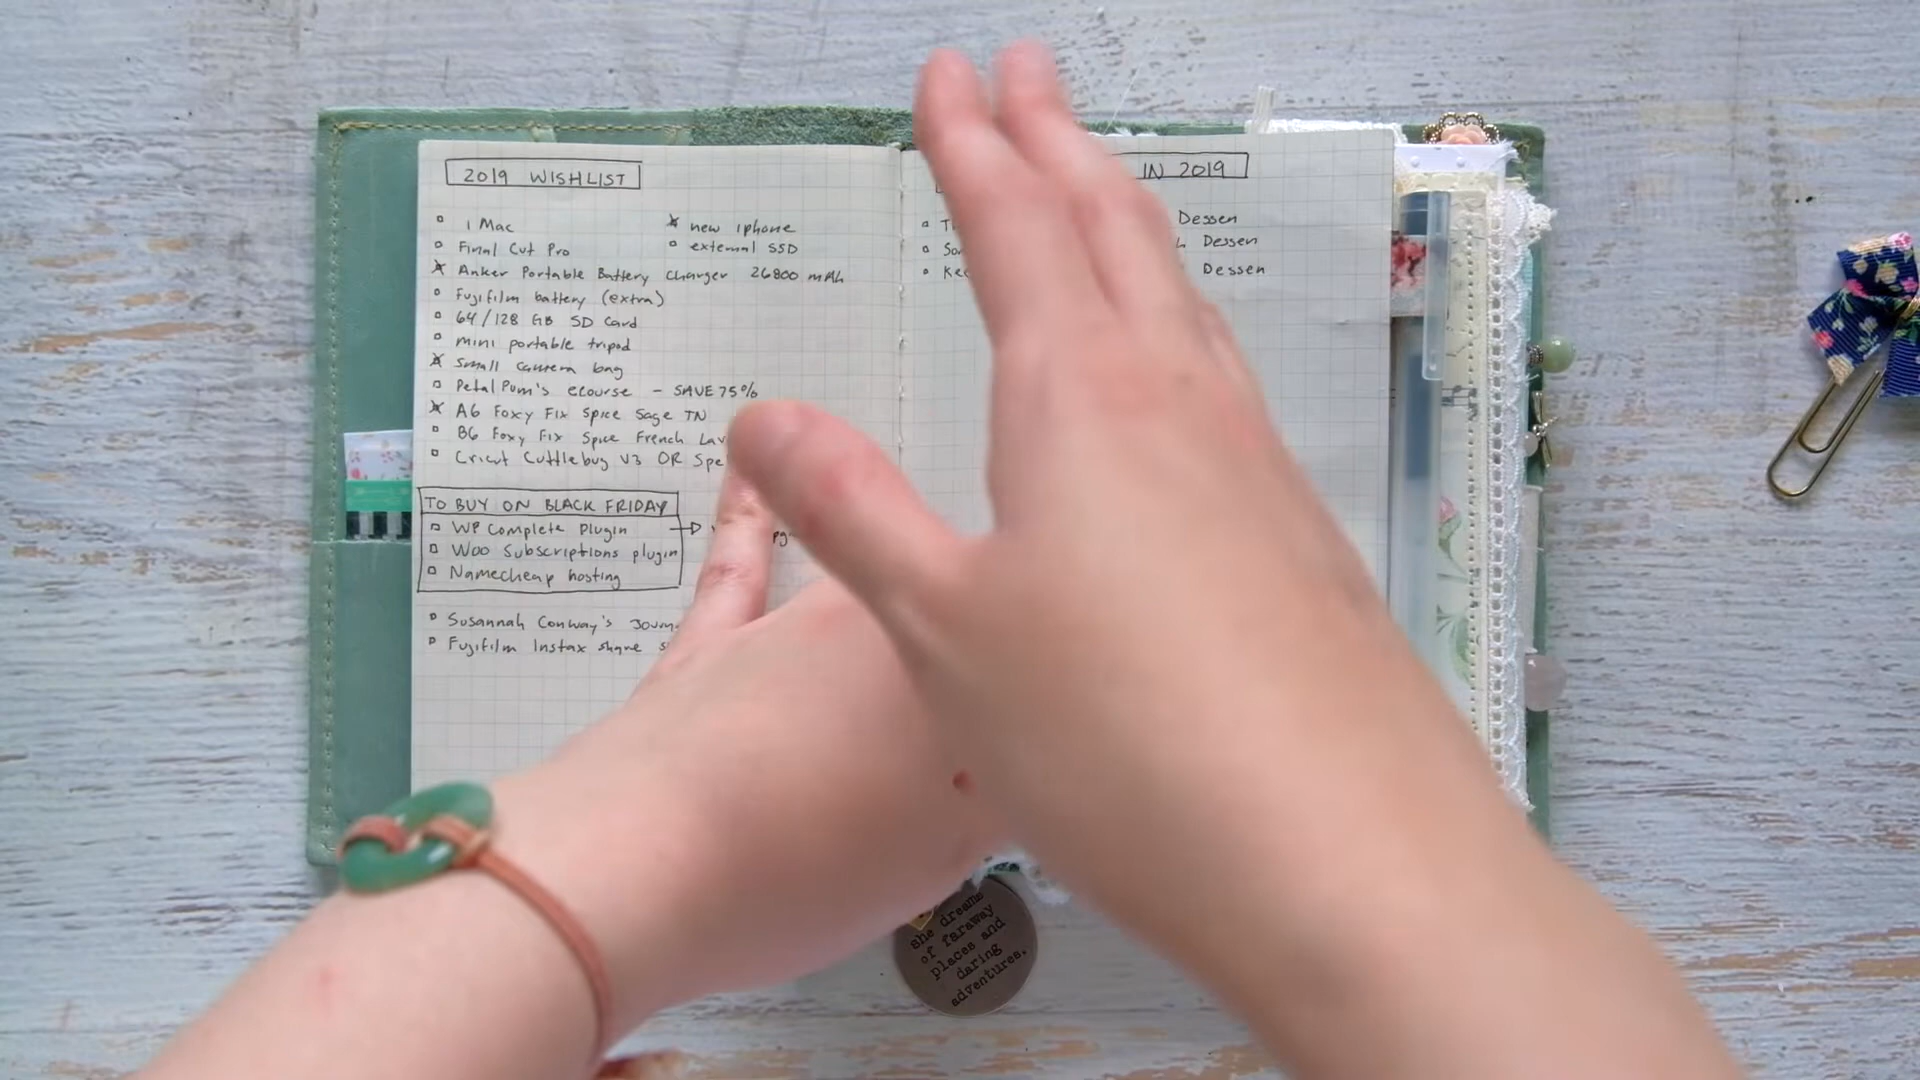 2019 WISHLIST
i Mac
new iphone
Final Cut Pro
external SSD
Anker Portable Battery Charger 26800 mAh
Fujifilm battery (extra)
64/128 GB SD Card
mini portable tripod
small camera bag
Petal Plum's ecourse - SAVE 75%
A6 Foxy Fix Spice Sage TN
B6 Foxy Fix Spice French Lav
Cricut Cuttlebug V3 OR Spe
TO BUY ON BLACK FRIDAY
WP Complete Plugin
Woo Subscriptions plugin
Namecheap hosting
Susannah Conway's Journ
Fujifilm Instax share s
IN 2019
Dessen
Dessen
Dessen
she dreams
of faraway
places and
daring
adventures.